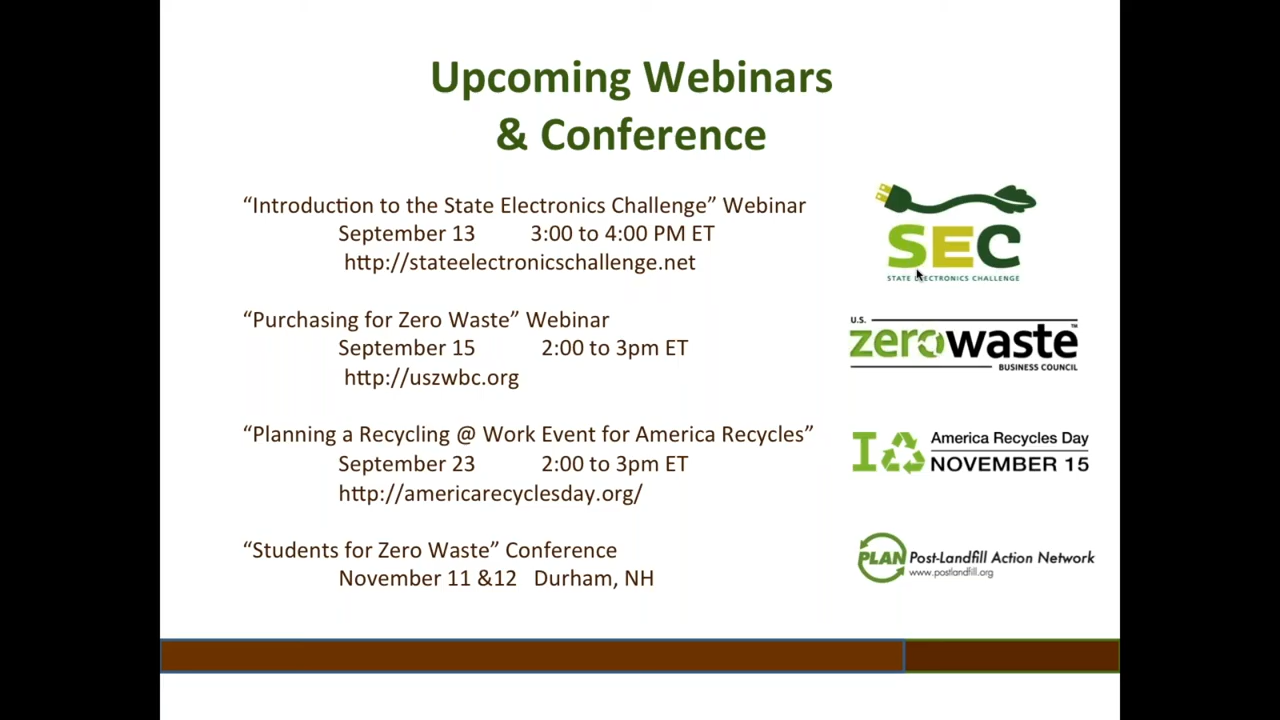 Upcoming Webinars
& Conference
“Introduction to the State Electronics Challenge” Webinar
September 13 3:00 to 4:00 PM ET
http://stateelectronicschallenge.net
SEC
STATE ELECTRONICS CHALLENGE
“Purchasing for Zero Waste” Webinar
September 15 2:00 to 3pm ET
http://uszwbc.org
U.S.
zerowaste™
BUSINESS COUNCIL
“Planning a Recycling @ Work Event for America Recycles”
September 23 2:00 to 3pm ET
http://americarecyclesday.org/
I
America Recycles Day
NOVEMBER 15
“Students for Zero Waste” Conference
November 11 &12 Durham, NH
PLAN
Post-Landfill Action Network
www.postlandfill.org